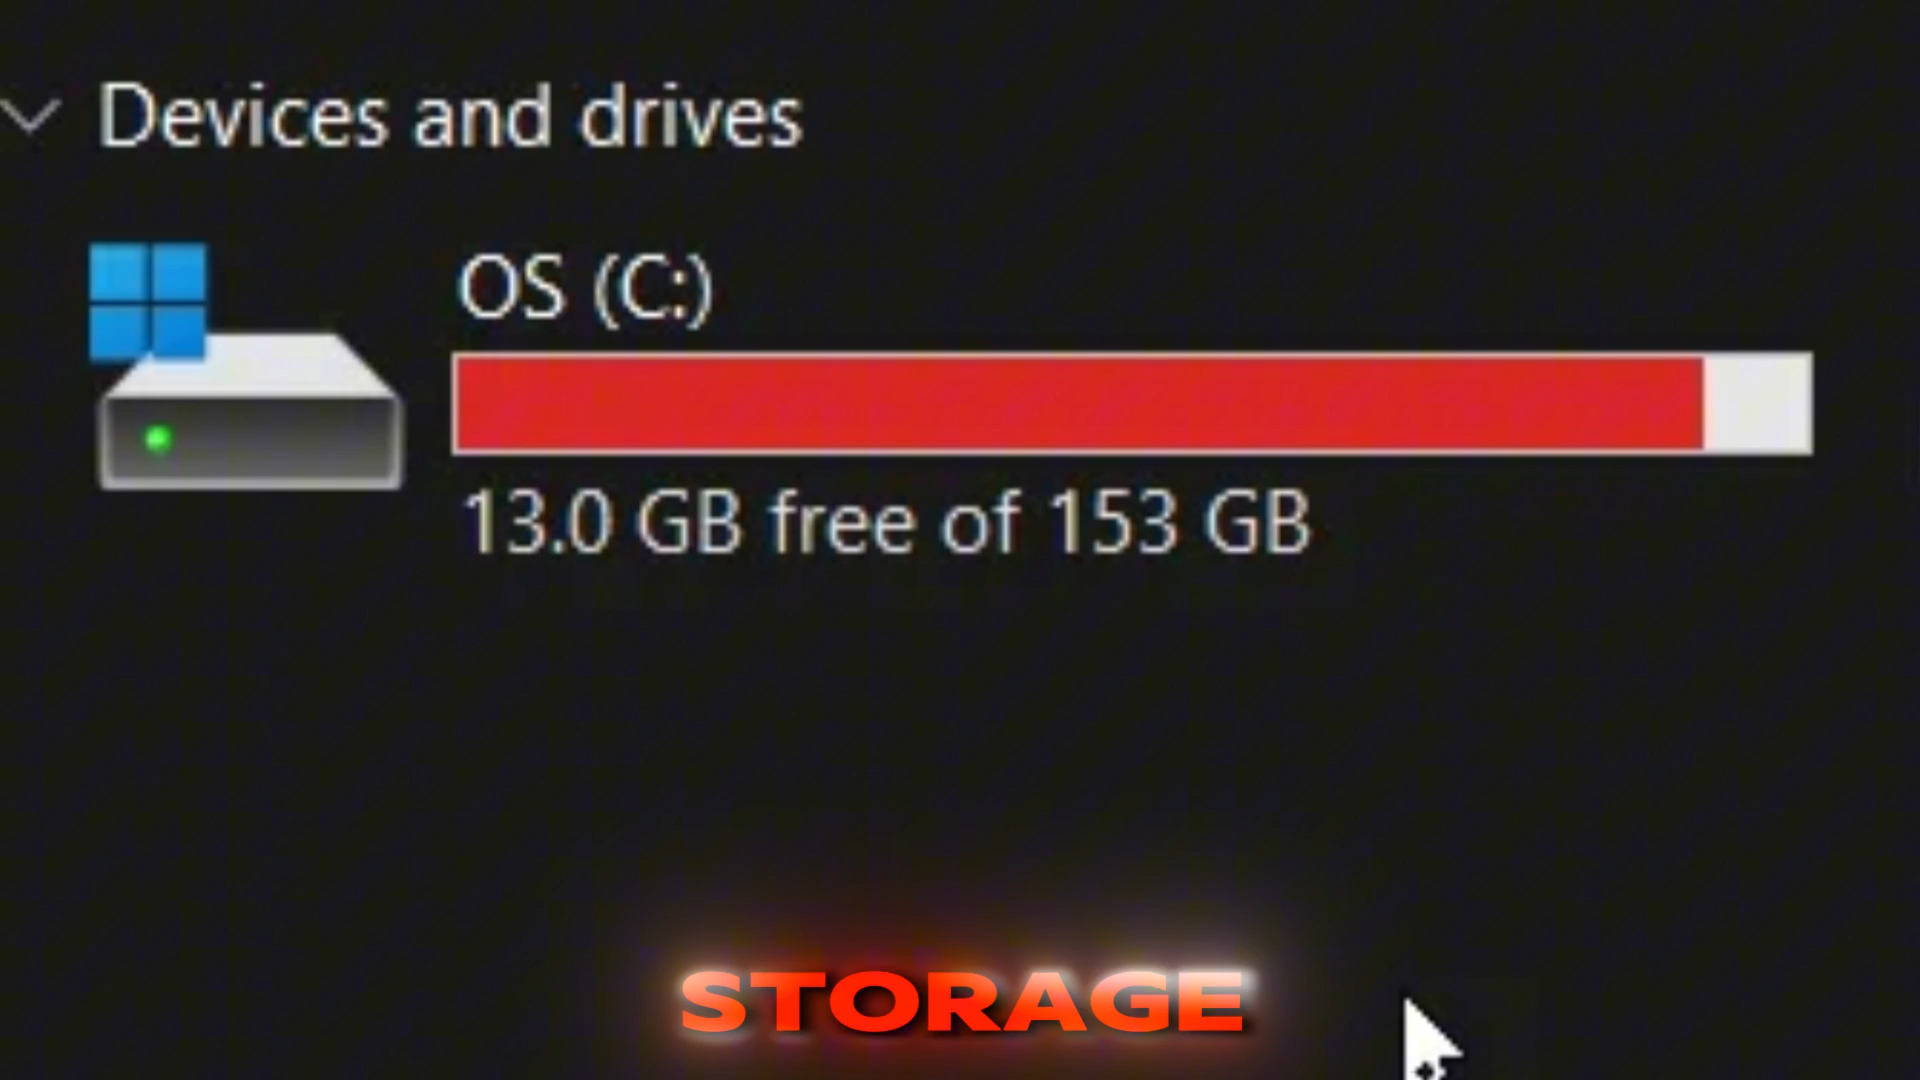 Devices and drives
OS (C:)
13.0 GB free of 153 GB
STORAGE